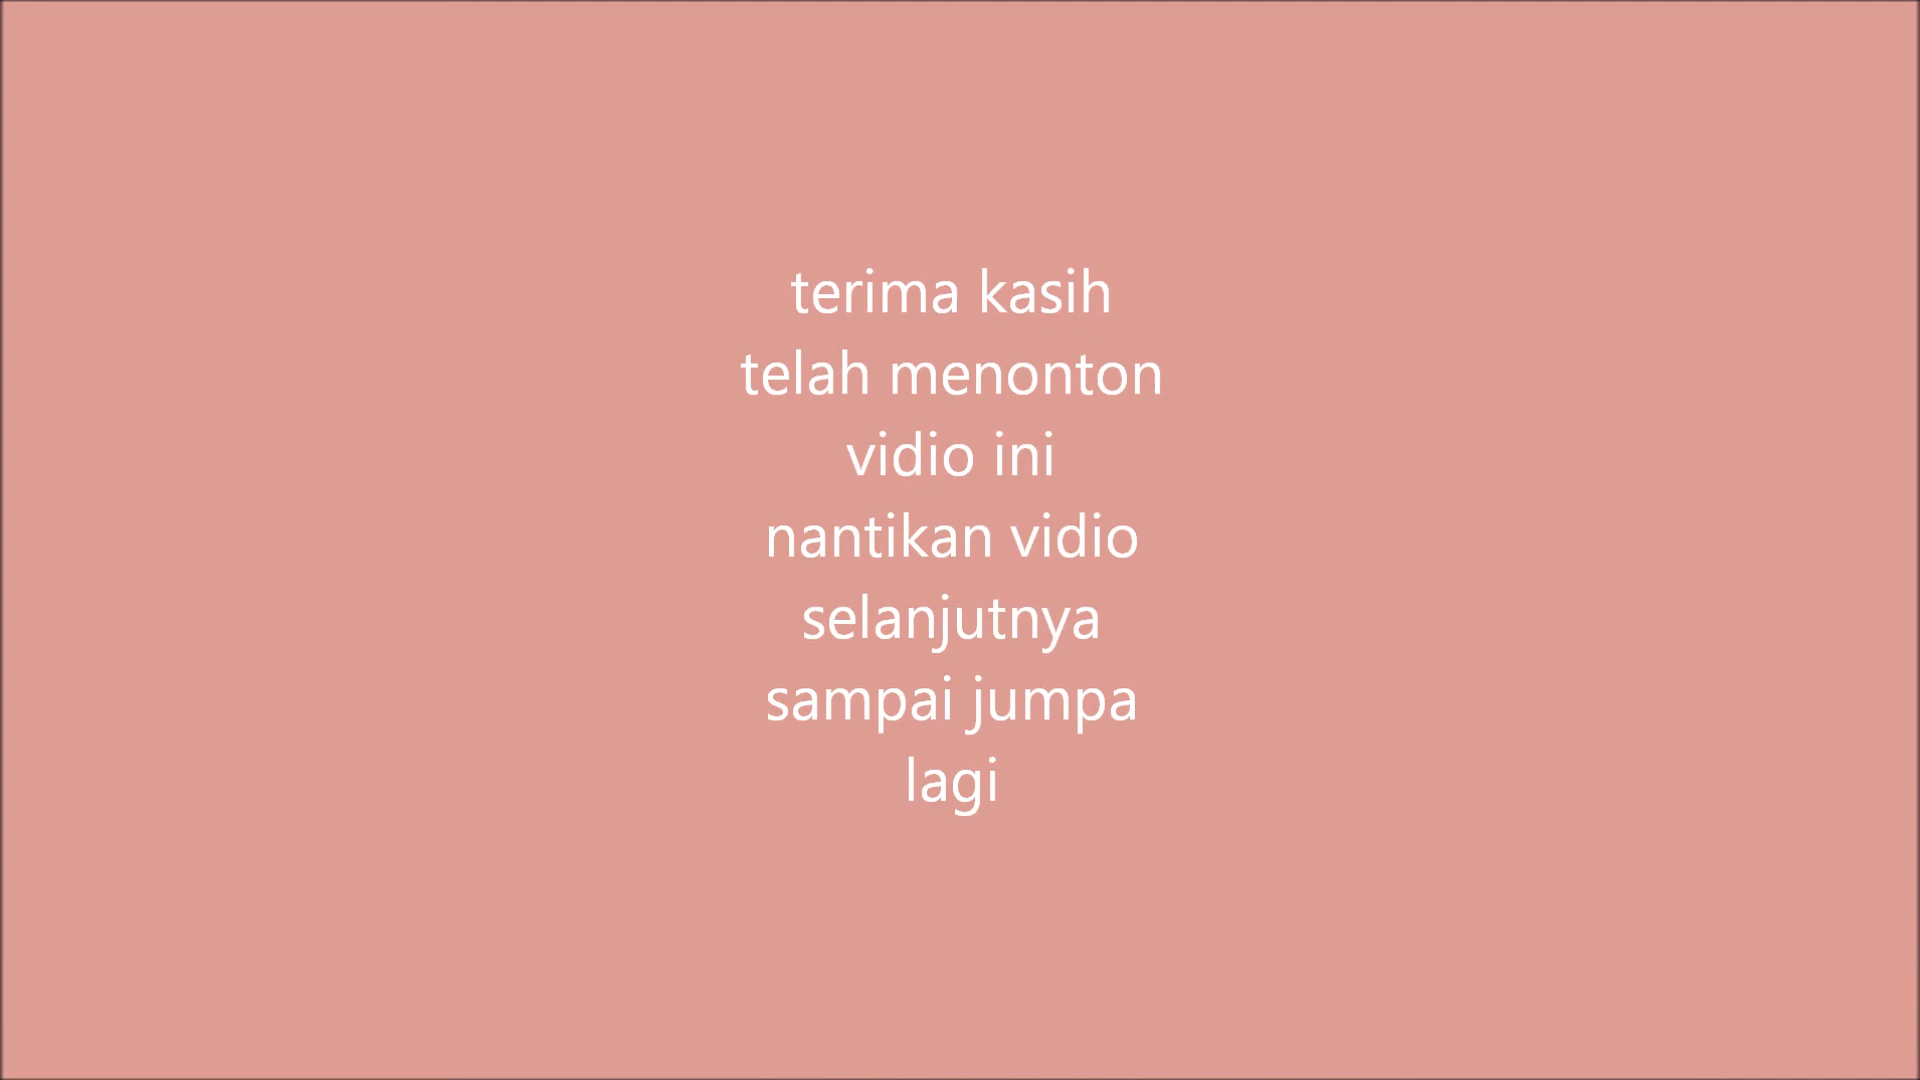 terima kasih
telah menonton
vidio ini
nantikan vidio
selanjutnya
sampai jumpa
lagi